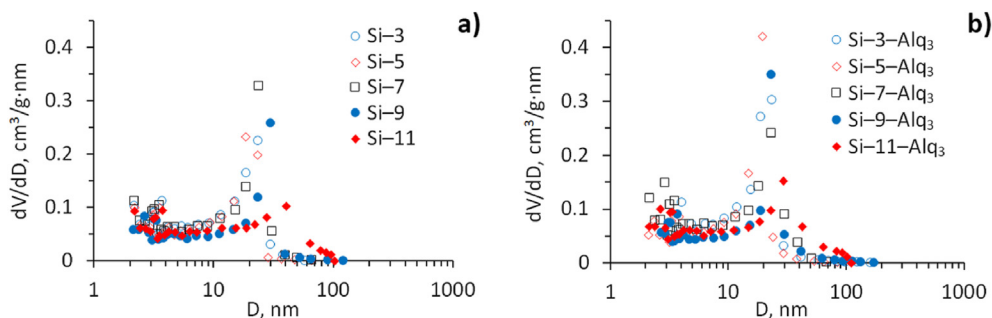 a)
dV/dD, cm³/g·nm
0.4
0.3
0.2
0.1
0
1
10
100
1000
D, nm
Si–3
Si–5
Si–7
Si–9
Si–11
b)
dV/dD, cm³/g·nm
0.4
0.3
0.2
0.1
0
1
10
100
1000
D, nm
Si–3–Alq₃
Si–5–Alq₃
Si–7–Alq₃
Si–9–Alq₃
Si–11–Alq₃